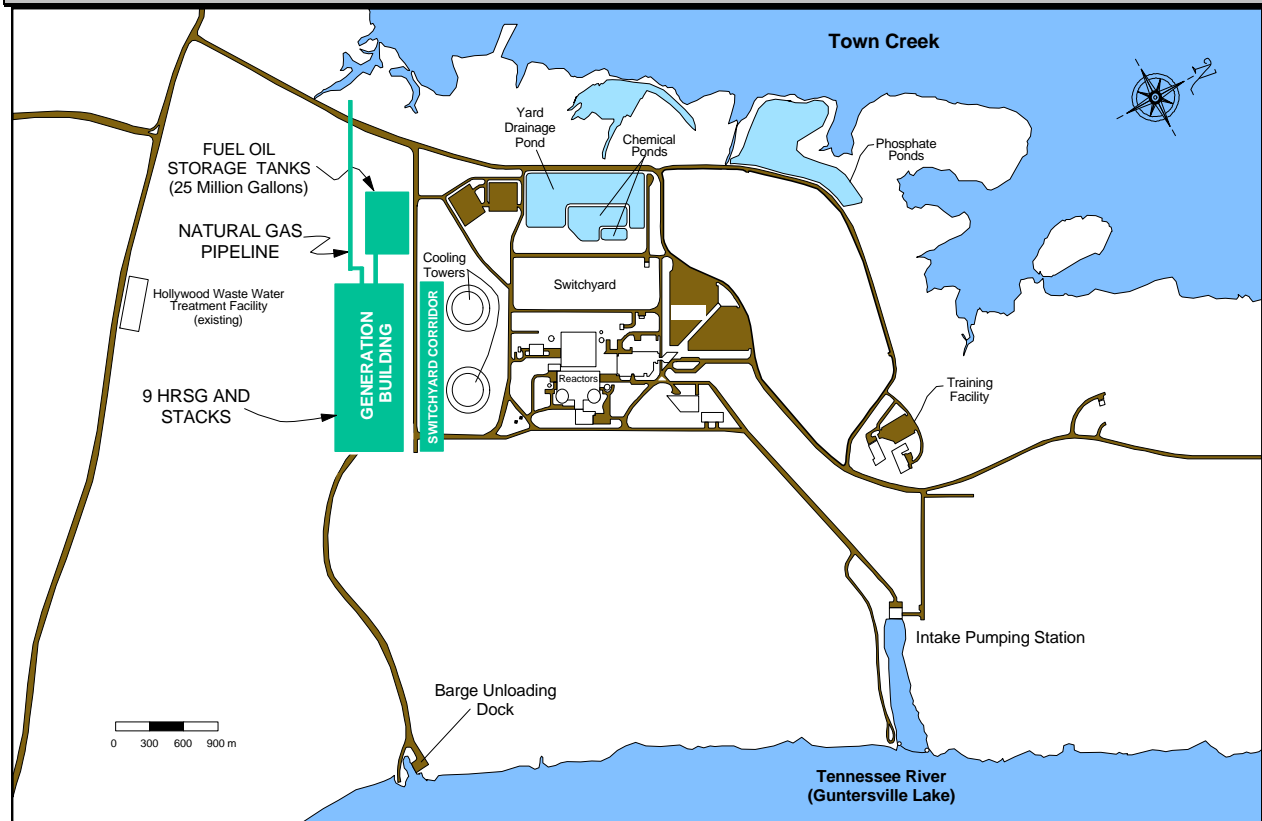 Town Creek
N
Yard
Drainage
Pond
Chemical
Ponds
Phosphate
Ponds
FUEL OIL
STORAGE TANKS
(25 Million Gallons)
NATURAL GAS
PIPELINE
Cooling
Towers
Switchyard
Hollywood Waste Water
Treatment Facility
(existing)
GENERATION
BUILDING
SWITCHYARD CORRIDOR
Reactors
9 HRSG AND
STACKS
Training
Facility
Intake Pumping Station
Barge Unloading
Dock
0 300 600 900 m
Tennessee River
(Guntersville Lake)